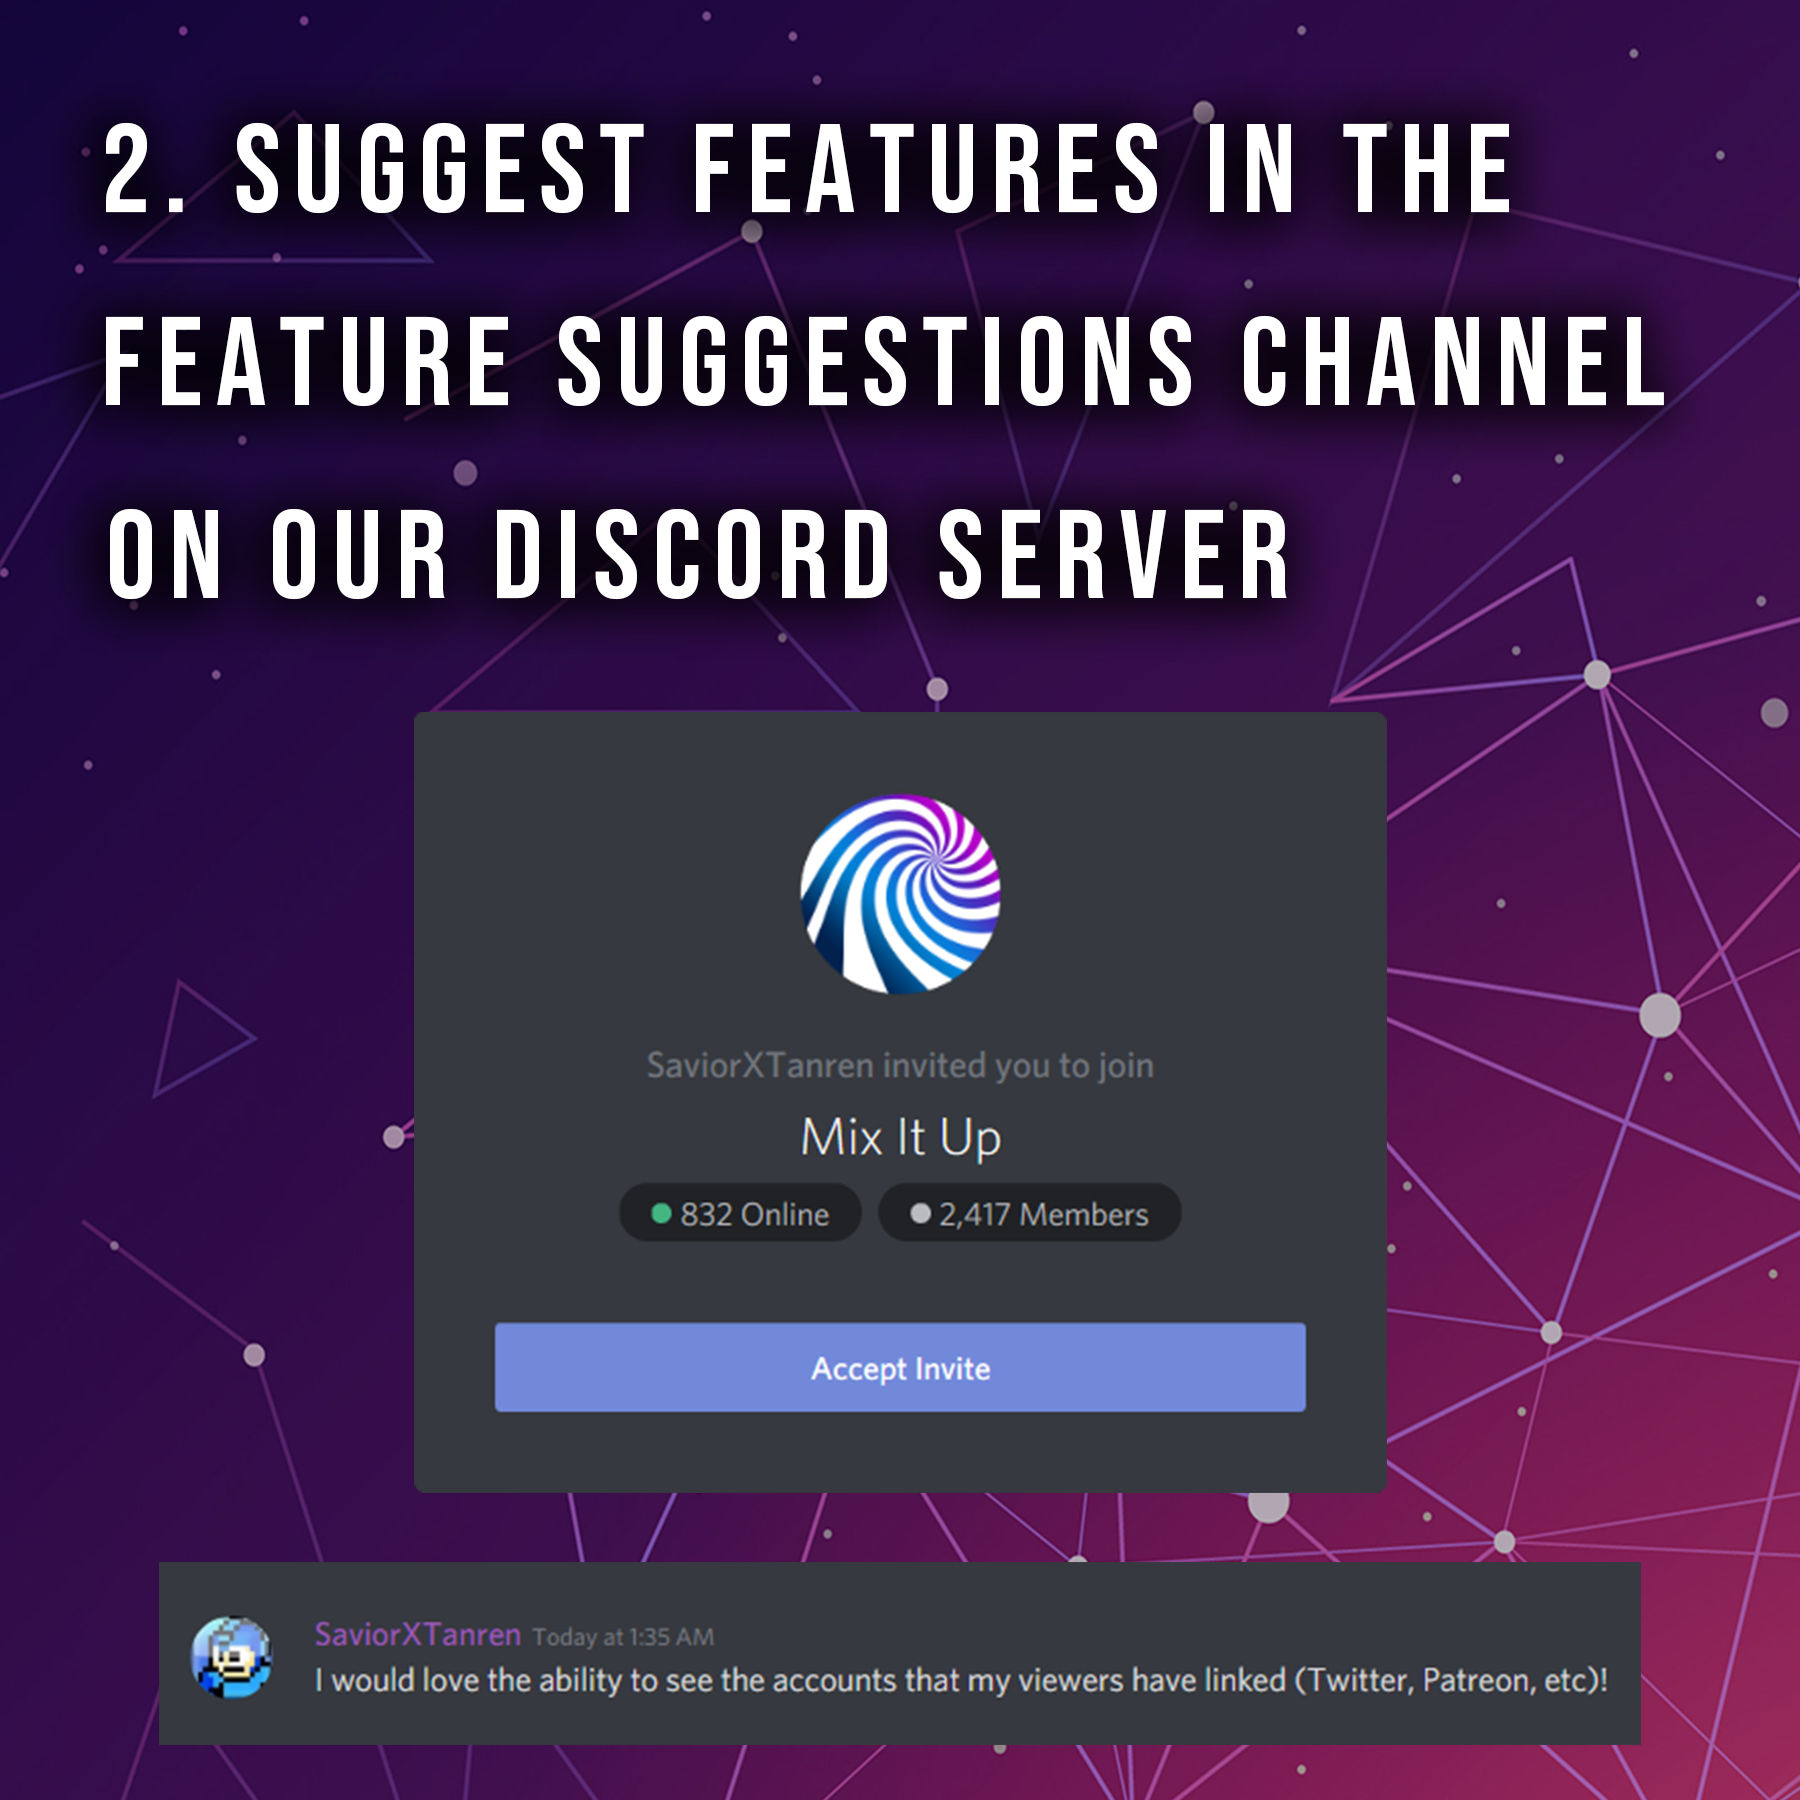 2. SUGGEST FEATURES IN THE
FEATURE SUGGESTIONS CHANNEL
ON OUR DISCORD SERVER
SaviorXTanren invited you to join
Mix It Up
832 Online 2,417 Members
Accept Invite
SaviorXTanren Today at 1:35 AM
I would love the ability to see the accounts that my viewers have linked (Twitter, Patreon, etc)!